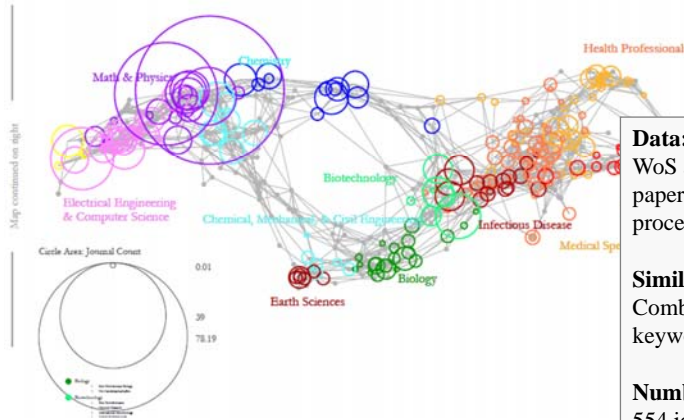 Chemistry
Health Professional
Math & Physics
Map continued on right
Data:
WoS
paper
proce
Biotechnology
Electrical Engineering
& Computer Science
Chemical, Mechanical, & Civil Engineering
Infectious Disease
Simil
Comb
keyw
Medical Spe
Biology
Earth Sciences
Circle Area: Journal Count
0.01
39
78.19
Numb
Biology
Biotechnology